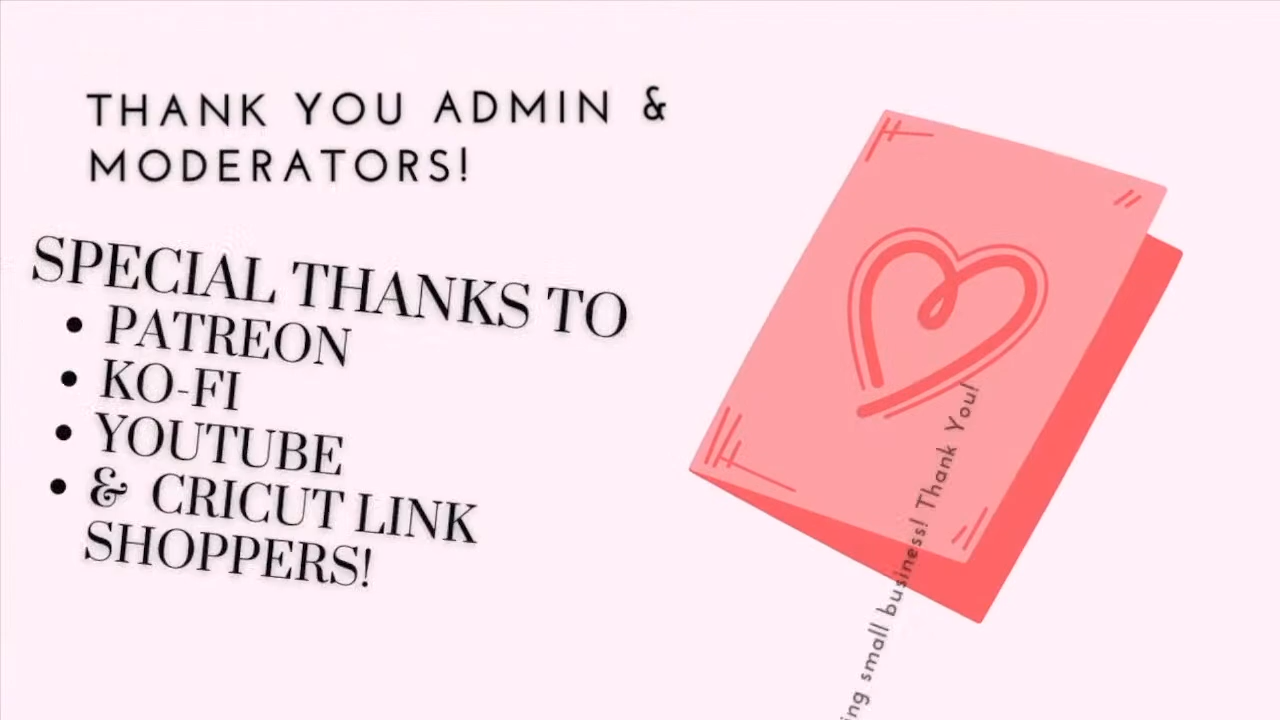 THANK YOU ADMIN &
MODERATORS!
SPECIAL THANKS TO
• PATREON
• KO-FI
• YOUTUBE
• & CRICUT LINK
SHOPPERS!
small business! Thank You!